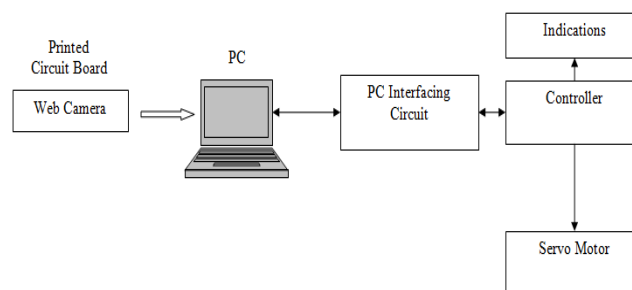 Printed
Circuit Board
Web Camera
PC
PC Interfacing
Circuit
Indications
Controller
Servo Motor